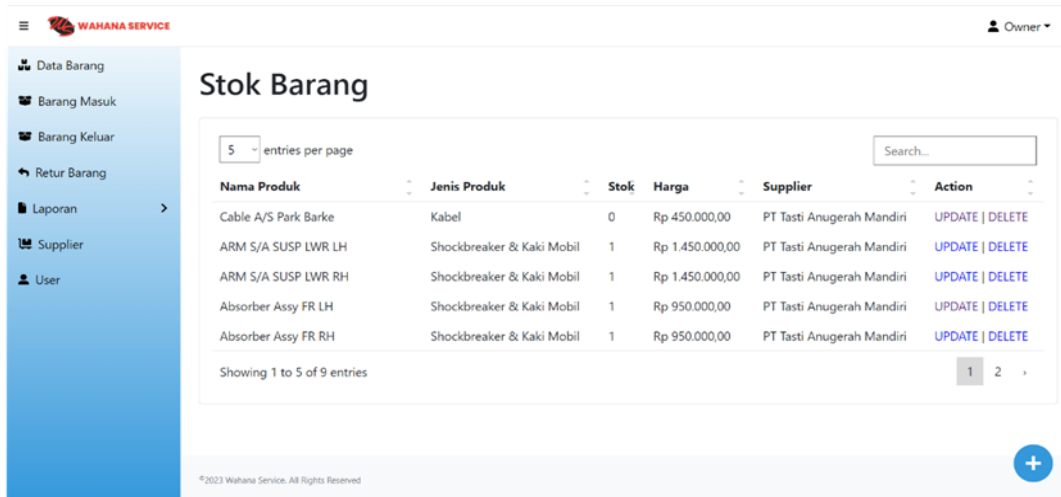 WAHANA SERVICE
Owner
Data Barang
Barang Masuk
Barang Keluar
Retur Barang
Laporan
Supplier
User
Stok Barang
5 entries per page
Search...
Nama Produk Jenis Produk Stok Harga Supplier Action
Cable A/S Park Barke Kabel 0 Rp 450.000,00 PT Tasti Anugerah Mandiri UPDATE | DELETE
ARM S/A SUSP LWR LH Shockbreaker & Kaki Mobil 1 Rp 1.450.000,00 PT Tasti Anugerah Mandiri UPDATE | DELETE
ARM S/A SUSP LWR RH Shockbreaker & Kaki Mobil 1 Rp 1.450.000,00 PT Tasti Anugerah Mandiri UPDATE | DELETE
Absorber Assy FR LH Shockbreaker & Kaki Mobil 1 Rp 950.000,00 PT Tasti Anugerah Mandiri UPDATE | DELETE
Absorber Assy FR RH Shockbreaker & Kaki Mobil 1 Rp 950.000,00 PT Tasti Anugerah Mandiri UPDATE | DELETE
Showing 1 to 5 of 9 entries
1 2 ›
©2023 Wahana Service. All Rights Reserved
+